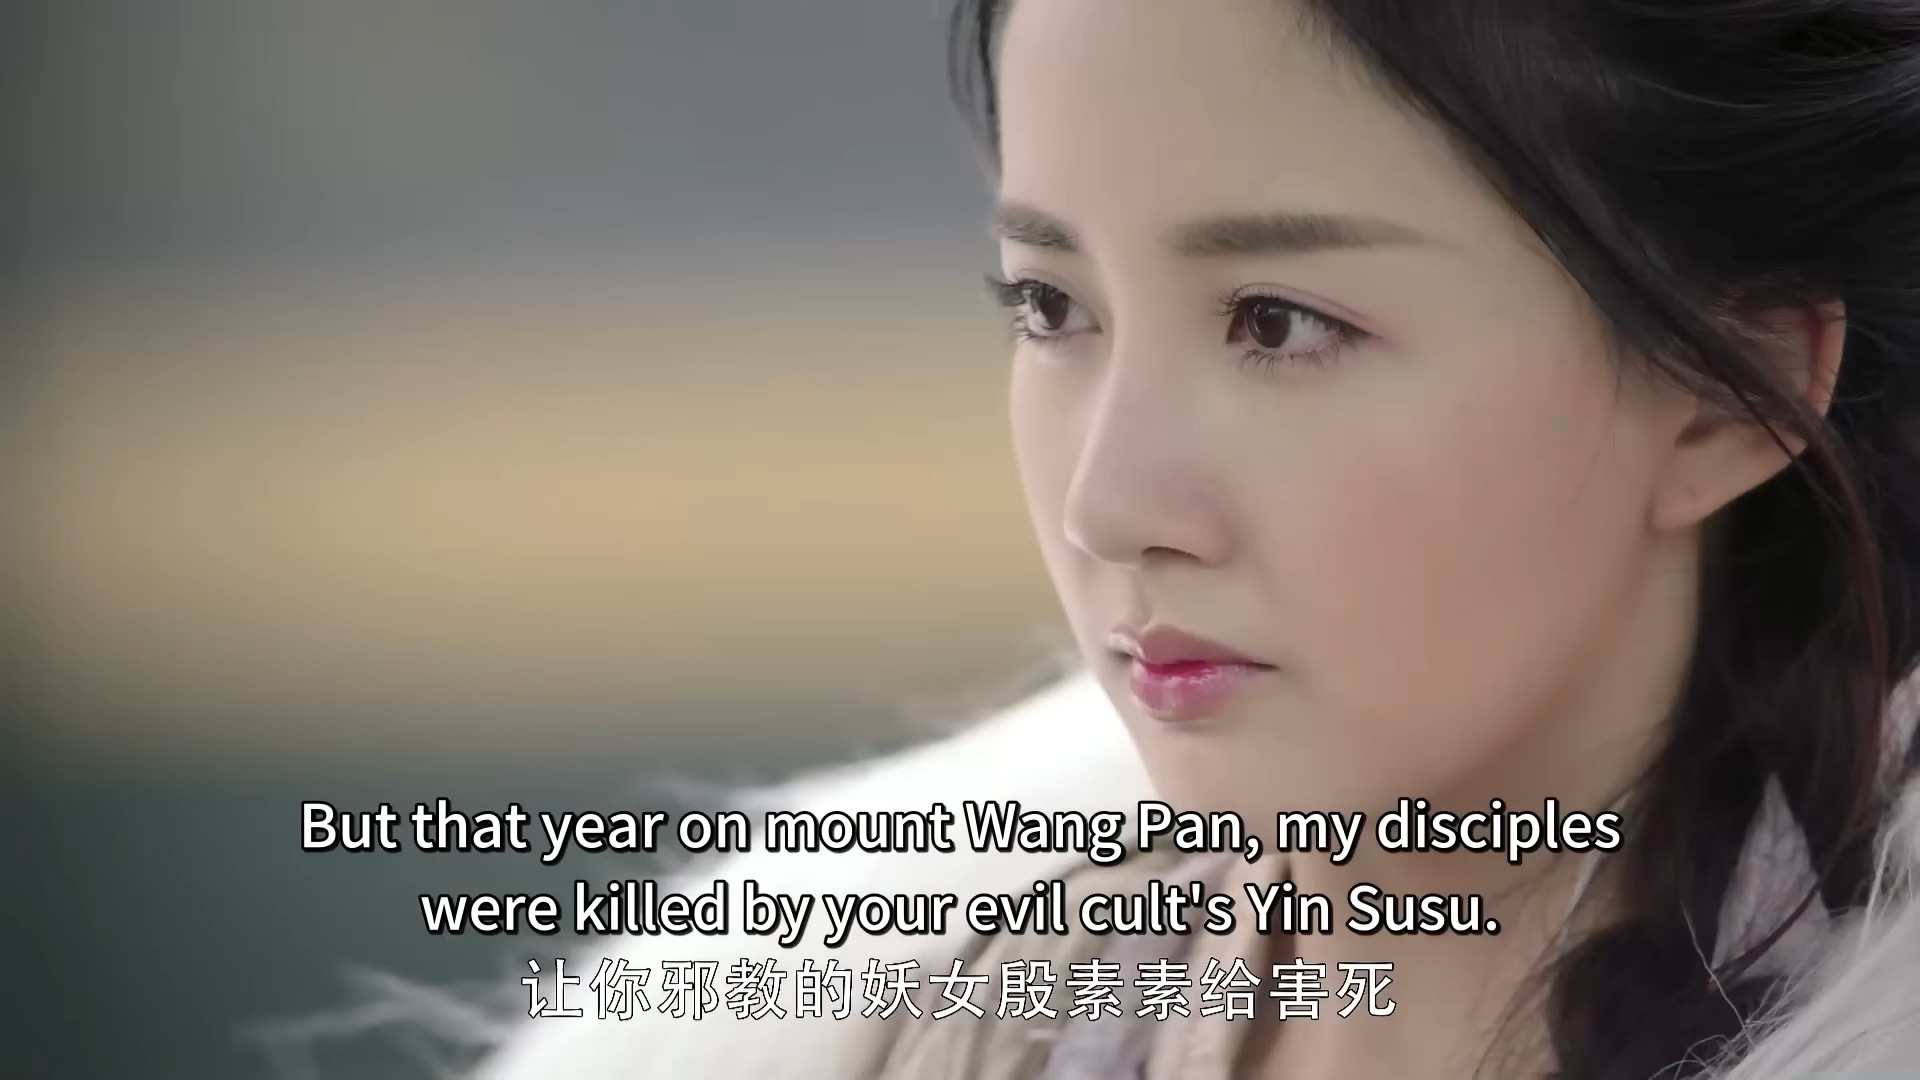 But that year on mount Wang Pan, my disciples
were killed by your evil cult's Yin Susu.
让你邪教的妖女殷素素给害死